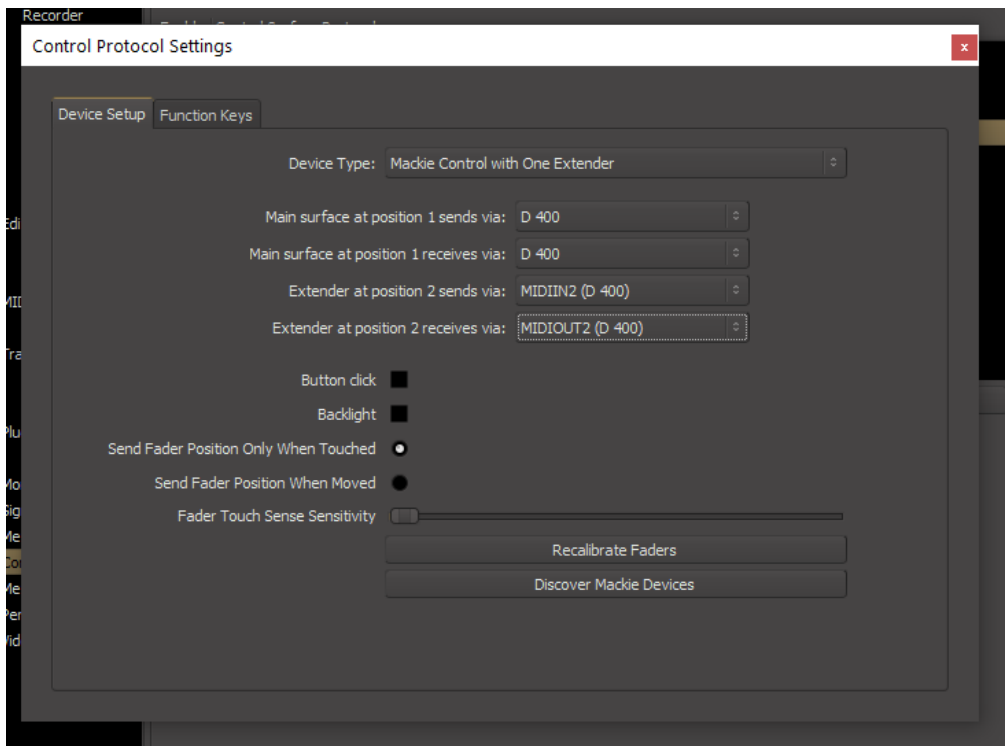 Recorder
Control Protocol Settings
x
Device Setup
Function Keys
Device Type: Mackie Control with One Extender
Main surface at position 1 sends via: D 400
Main surface at position 1 receives via: D 400
Extender at position 2 sends via: MIDIIN2 (D 400)
Extender at position 2 receives via: MIDIOUT2 (D 400)
Button click
Backlight
Send Fader Position Only When Touched
Send Fader Position When Moved
Fader Touch Sense Sensitivity
Recalibrate Faders
Discover Mackie Devices